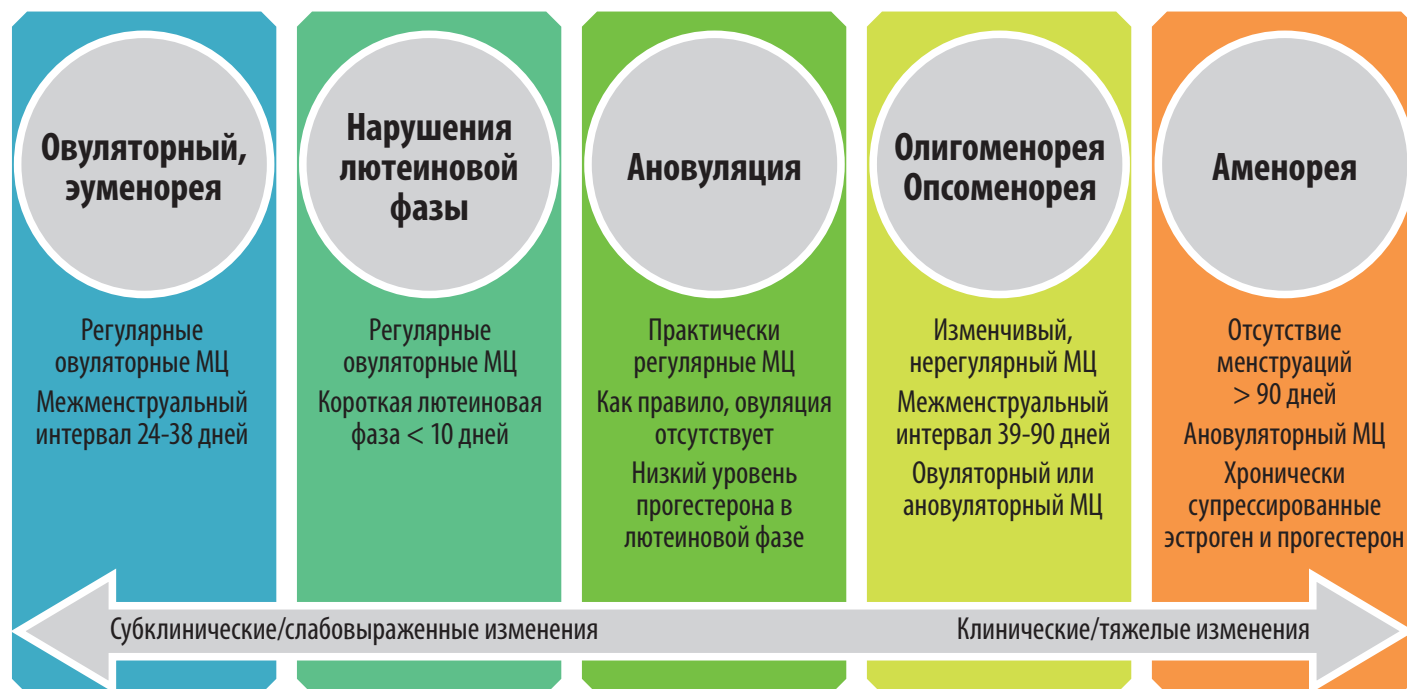 Овуляторный,
эуменорея
Регулярные
овуляторные МЦ
Межменструальный
интервал 24-38 дней
Нарушения
лютеиновой
фазы
Регулярные
овуляторные МЦ
Короткая лютеиновая
фаза < 10 дней
Ановуляция
Практически
регулярные МЦ
Как правило, овуляция
отсутствует
Низкий уровень
прогестерона в
лютеиновой фазе
Олигоменорея
Опсоменорея
Изменчивый,
нерегулярный МЦ
Межменструальный
интервал 39-90 дней
Овуляторный или
ановуляторный МЦ
Аменорея
Отсутствие
менструаций
> 90 дней
Ановуляторный МЦ
Хронически
супрессированные
эстроген и прогестерон
Субклинические/слабовыраженные изменения
Клинические/тяжелые изменения